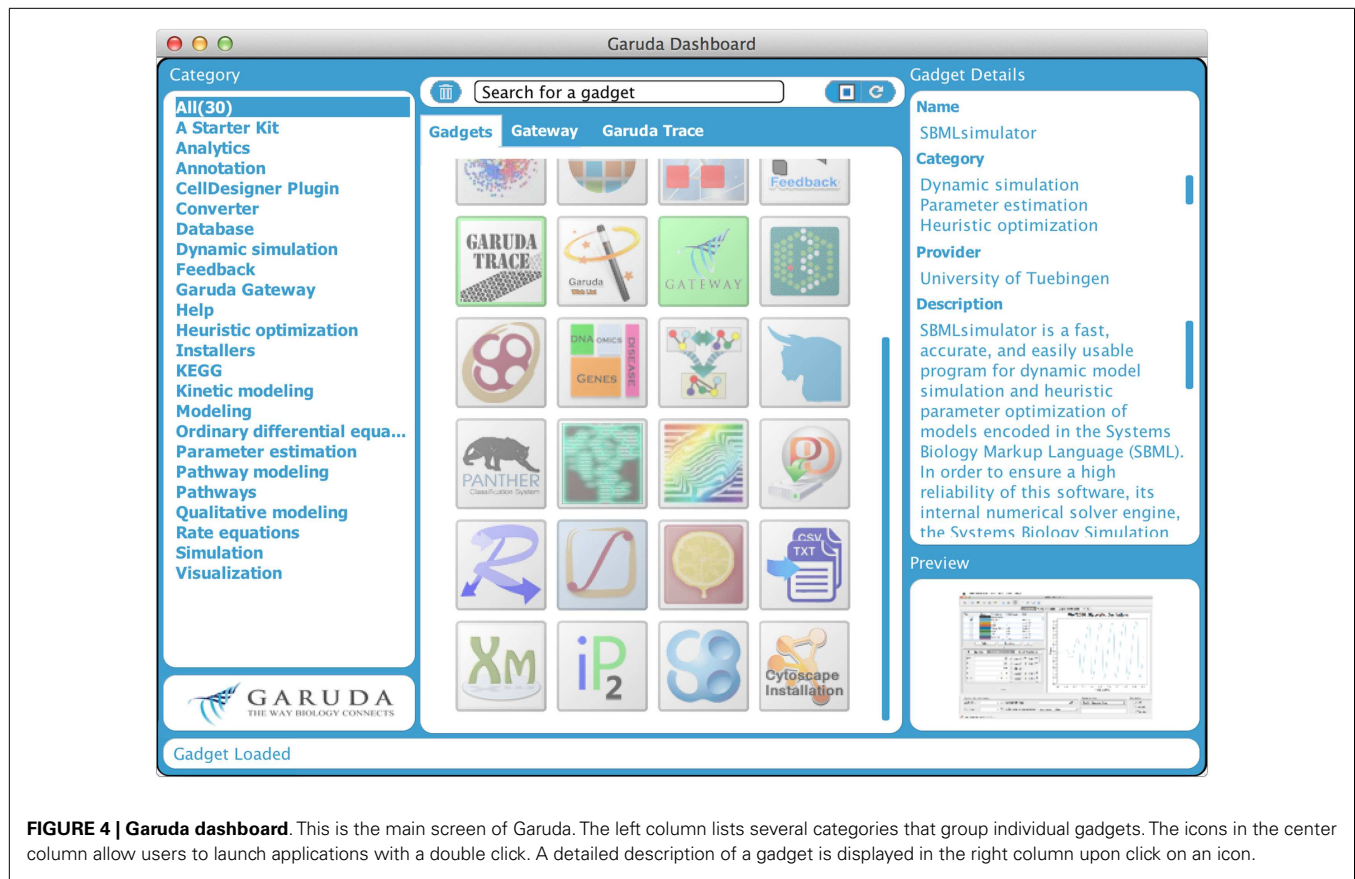 Garuda Dashboard
Category
All(30)
A Starter Kit
Analytics
Annotation
CellDesigner Plugin
Converter
Database
Dynamic simulation
Feedback
Garuda Gateway
Help
Heuristic optimization
Installers
KEGG
Kinetic modeling
Modeling
Ordinary differential equa...
Parameter estimation
Pathway modeling
Pathways
Qualitative modeling
Rate equations
Simulation
Visualization
GARUDA
THE WAY BIOLOGY CONNECTS
Search for a gadget
Gadgets Gateway Garuda Trace
Feedback
GARUDA
TRACE
Garuda
Wish List
GATEWAY
DNA OMICS
DISEASE
GENES
PANTHER
Classification System
R
CSV
TXT
Xm
iP2
Cytoscape
Installation
Gadget Details
Name
SBMLsimulator
Category
Dynamic simulation
Parameter estimation
Heuristic optimization
Provider
University of Tuebingen
Description
SBMLsimulator is a fast,
accurate, and easily usable
program for dynamic model
simulation and heuristic
parameter optimization of
models encoded in the Systems
Biology Markup Language (SBML).
In order to ensure a high
reliability of this software, its
internal numerical solver engine,
the Systems Biology Simulation
Preview
Gadget Loaded
FIGURE 4 | Garuda dashboard. This is the main screen of Garuda. The left column lists several categories that group individual gadgets. The icons in the center
column allow users to launch applications with a double click. A detailed description of a gadget is displayed in the right column upon click on an icon.